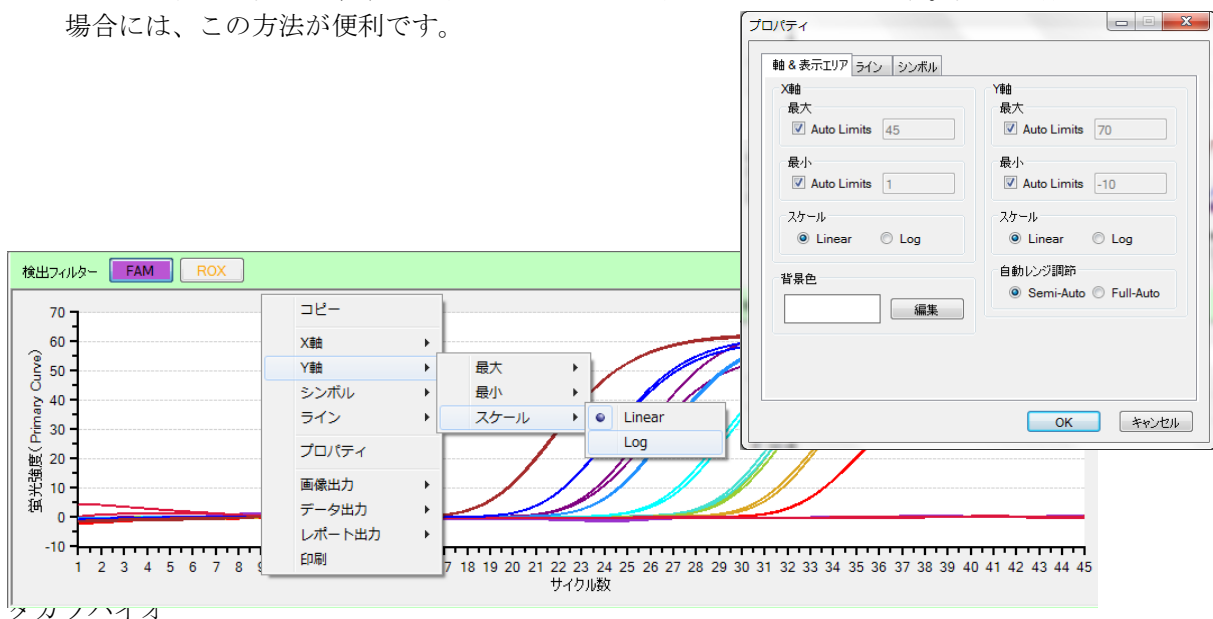 場合には、この方法が便利です。
プロパティ
軸 & 表示エリア ライン シンボル
X軸
最大
Auto Limits 45
最小
Auto Limits 1
スケール
Linear Log
背景色
編集
Y軸
最大
Auto Limits 70
最小
Auto Limits -10
スケール
Linear Log
自動レンジ調節
Semi-Auto Full-Auto
OK キャンセル
検出フィルター FAM ROX
蛍光強度(Primary Curve)
70
60
50
40
30
20
10
0
-10
コピー
X軸
Y軸
シンボル
ライン
プロパティ
画像出力
データ出力
レポート出力
印刷
最大
最小
スケール
Linear
Log
1 2 3 4 5 6 7 8 17 18 19 20 21 22 23 24 25 26 27 28 29 30 31 32 33 34 35 36 37 38 39 40 41 42 43 44 45
サイクル数
タカラバイオ